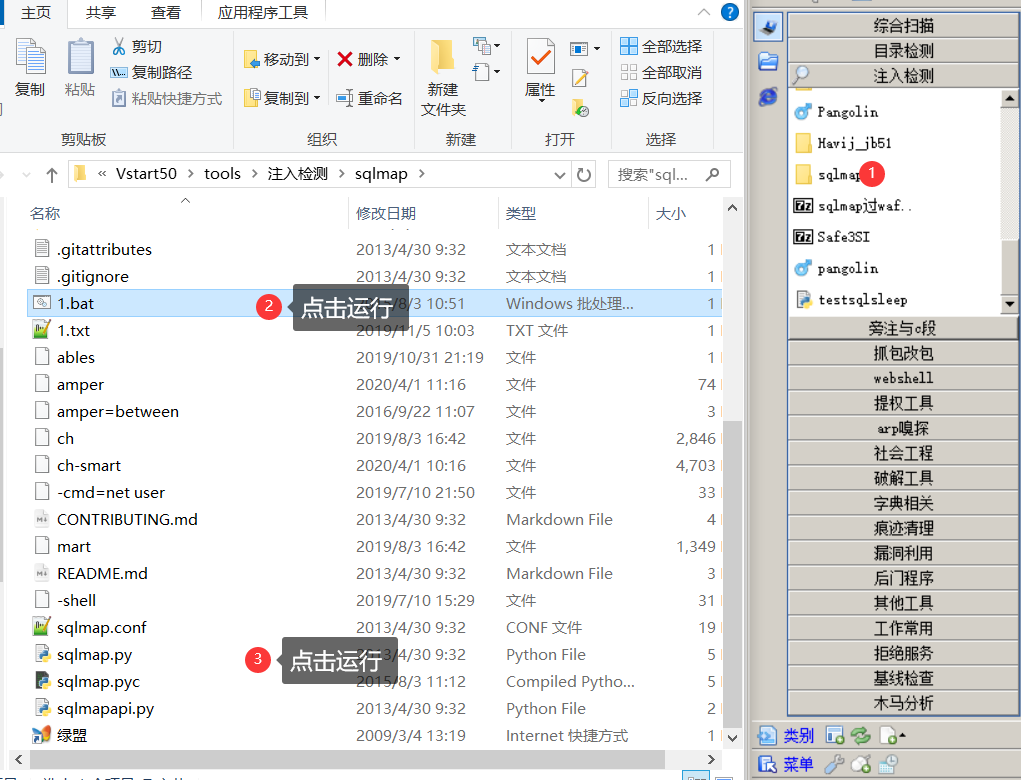 主页 共享 查看 应用程序工具
复制
粘贴
剪切
复制路径
粘贴快捷方式
剪贴板
移动到
复制到
删除
重命名
组织
新建
文件夹
新建
属性
打开
全部选择
全部取消
反向选择
选择
« Vstart50 › tools › 注入检测 › sqlmap ›
搜索"sql...
名称 修改日期 类型 大小
.gitattributes 2013/4/30 9:32 文本文档 1
.gitignore 2013/4/30 9:32 文本文档 1
1.bat 2 点击运行 /8/3 10:51 Windows 批处理... 1
1.txt 2019/11/5 10:03 TXT 文件 1
ables 2019/10/31 21:19 文件 1
amper 2020/4/1 11:16 文件 74
amper=between 2016/9/22 11:07 文件 3
ch 2019/8/3 16:42 文件 2,846
ch-smart 2020/4/1 10:16 文件 4,703
-cmd=net user 2019/7/10 21:50 文件 33
CONTRIBUTING.md 2013/4/30 9:32 Markdown File 4
mart 2019/8/3 16:42 文件 1,349
README.md 2013/4/30 9:32 Markdown File 3
-shell 2019/7/10 15:29 文件 31
sqlmap.conf 2013/4/30 9:32 CONF 文件 19
sqlmap.py 3 点击运行 /4/30 9:32 Python File 5
sqlmap.pyc 2015/8/3 11:12 Compiled Pytho... 5
sqlmapapi.py 2013/4/30 9:32 Python File 2
绿盟 2009/3/4 13:19 Internet 快捷方式 1
综合扫描
目录检测
注入检测
Pangolin
Havij_jb51
sqlmap 1
sqlmap过waf..
Safe3SI
pangolin
testsqlsleep
旁注与c段
抓包改包
webshell
提权工具
arp嗅探
社会工程
破解工具
字典相关
痕迹清理
漏洞利用
后门程序
其他工具
工作常用
拒绝服务
基线检查
木马分析
类别
菜单